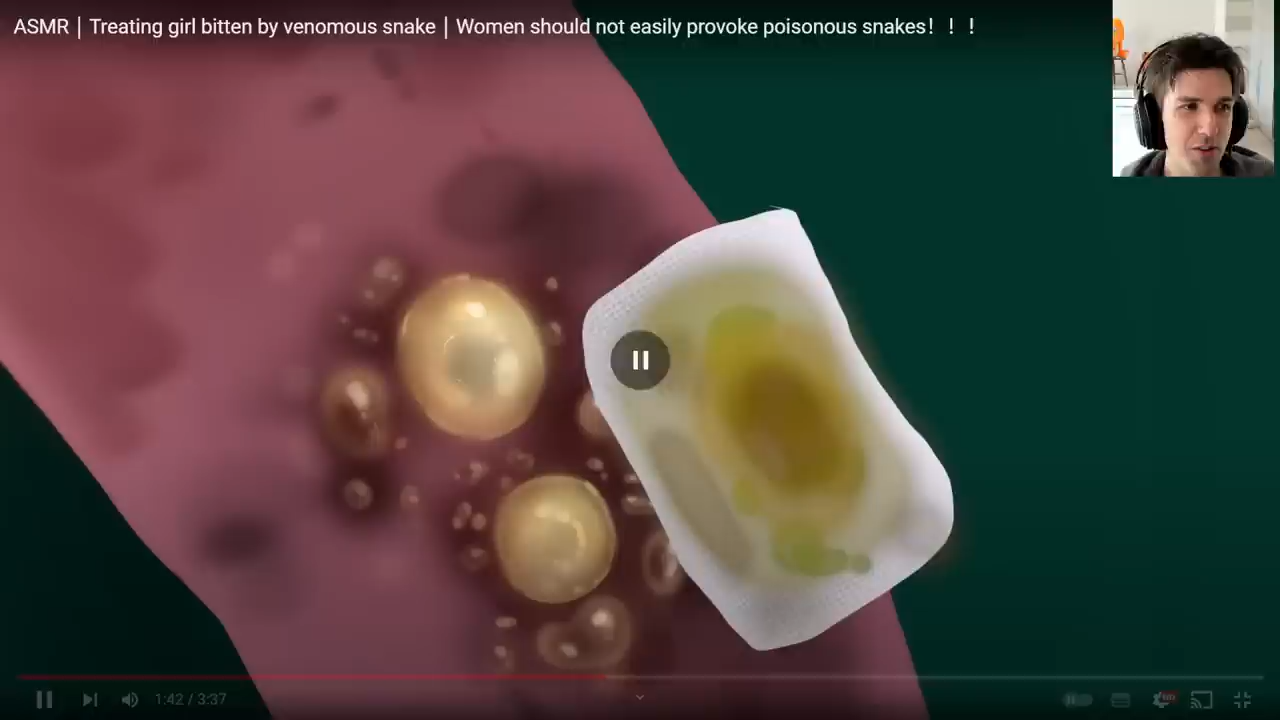 ASMR | Treating girl bitten by venomous snake | Women should not easily provoke poisonous snakes！！！
1:42 / 3:37